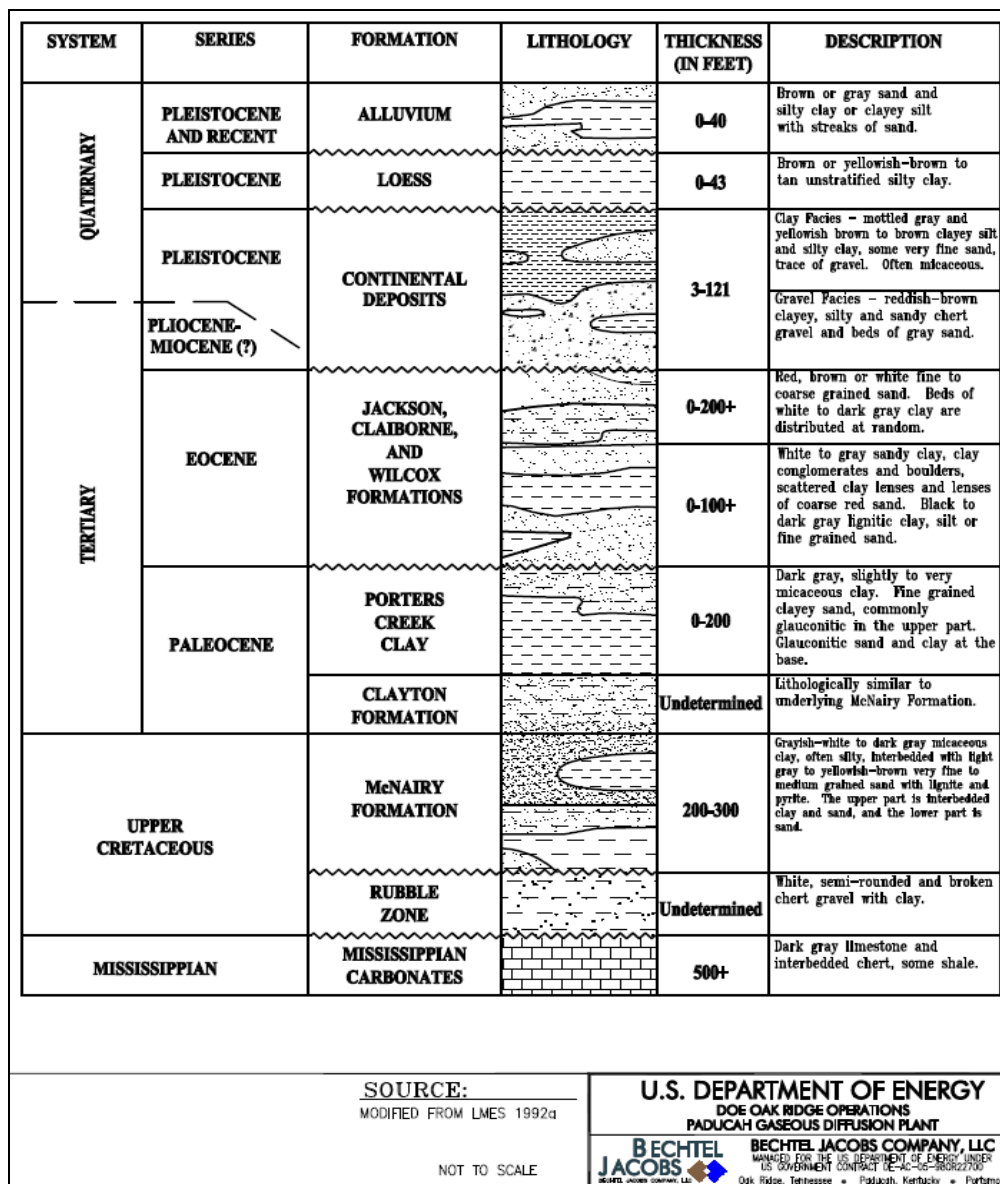 SYSTEM SERIES FORMATION LITHOLOGY THICKNESS (IN FEET) DESCRIPTION
QUATERNARY
TERTIARY
PLEISTOCENE
AND RECENT
ALLUVIUM
0-40
Brown or gray sand and
silty clay or clayey silt
with streaks of sand.
PLEISTOCENE
LOESS
0-43
Brown or yellowish-brown to
tan unstratified silty clay.
PLEISTOCENE
PLIOCENE-
MIOCENE (?)
CONTINENTAL
DEPOSITS
3-121
Clay Facies - mottled gray and
yellowish brown to brown clayey silt
and silty clay, some very fine sand,
trace of gravel. Often micaceous.
Gravel Facies - reddish-brown
clayey, silty and sandy chert
gravel and beds of gray sand.
EOCENE
JACKSON,
CLAIBORNE,
AND
WILCOX
FORMATIONS
0-200+
Red, brown or white fine to
coarse grained sand. Beds of
white to dark gray clay are
distributed at random.
0-100+
White to gray sandy clay, clay
conglomerates and boulders,
scattered clay lenses and lenses
of coarse red sand. Black to
dark gray lignitic clay, silt or
fine grained sand.
PALEOCENE
PORTERS
CREEK
CLAY
0-200
Dark gray, slightly to very
micaceous clay. Fine grained
clayey sand, commonly
glauconitic in the upper part.
Glauconitic sand and clay at the
base.
CLAYTON
FORMATION
Undetermined
Lithologically similar to
underlying McNairy Formation.
UPPER
CRETACEOUS
McNAIRY
FORMATION
200-300
Grayish-white to dark gray micaceous
clay, often silty, interbedded with light
gray to yellowish-brown very fine to
medium grained sand with lignite and
pyrite. The upper part is interbedded
clay and sand, and the lower part is
sand.
RUBBLE
ZONE
Undetermined
White, semi-rounded and broken
chert gravel with clay.
MISSISSIPPIAN
MISSISSIPPIAN
CARBONATES
500+
Dark gray limestone and
interbedded chert, some shale.
SOURCE:
MODIFIED FROM LMES 1992a
NOT TO SCALE
U.S. DEPARTMENT OF ENERGY
DOE OAK RIDGE OPERATIONS
PADUCAH GASEOUS DIFFUSION PLANT
BECHTEL
JACOBS
BECHTEL JACOBS COMPANY, LLC
BECHTEL JACOBS COMPANY, LLC
MANAGED FOR THE US DEPARTMENT OF ENERGY UNDER
US GOVERNMENT CONTRACT DE-AC-05-98OR22700
Oak Ridge, Tennessee • Paducah, Kentucky • Portsmo